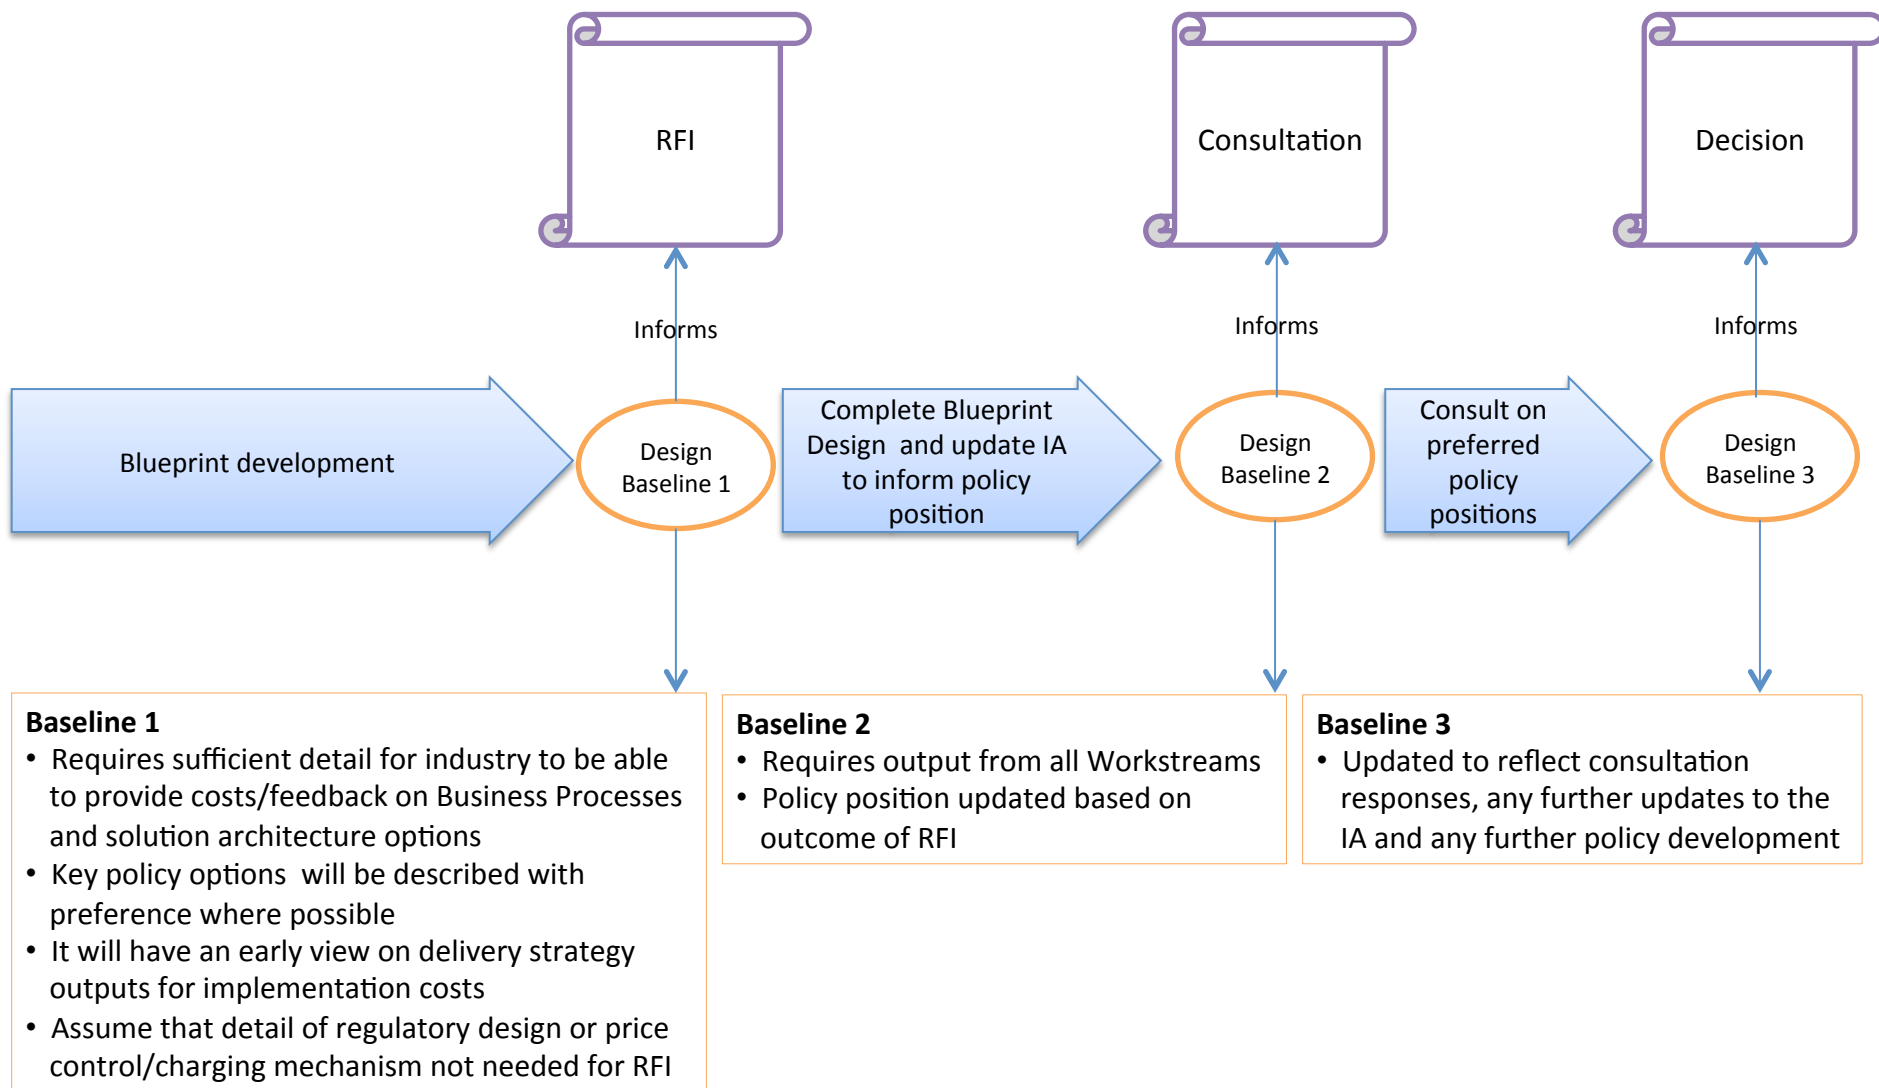 RFI
Consultation
Decision
Informs
Informs
Informs
Blueprint development
Design
Baseline 1
Complete Blueprint
Design  and update IA
to inform policy
position
Design
Baseline 2
Consult on
preferred
policy
positions
Design
Baseline 3
Baseline 1
• Requires sufficient detail for industry to be able
to provide costs/feedback on Business Processes
and solution architecture options
• Key policy options  will be described with
preference where possible
• It will have an early view on delivery strategy
outputs for implementation costs
• Assume that detail of regulatory design or price
control/charging mechanism not needed for RFI
Baseline 2
• Requires output from all Workstreams
• Policy position updated based on
outcome of RFI
Baseline 3
• Updated to reflect consultation
responses, any further updates to the
IA and any further policy development